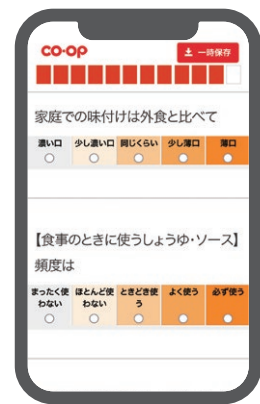 CO·OP
一時保存
家庭での味付けは外食と比べて
濃い口 少し濃い口 同じくらい 少し薄口 薄口
【食事のときに使うしょうゆ・ソース】
頻度は
まったく使 ほとんど使 ときどき使 よく使う 必ず使う
わない わない う